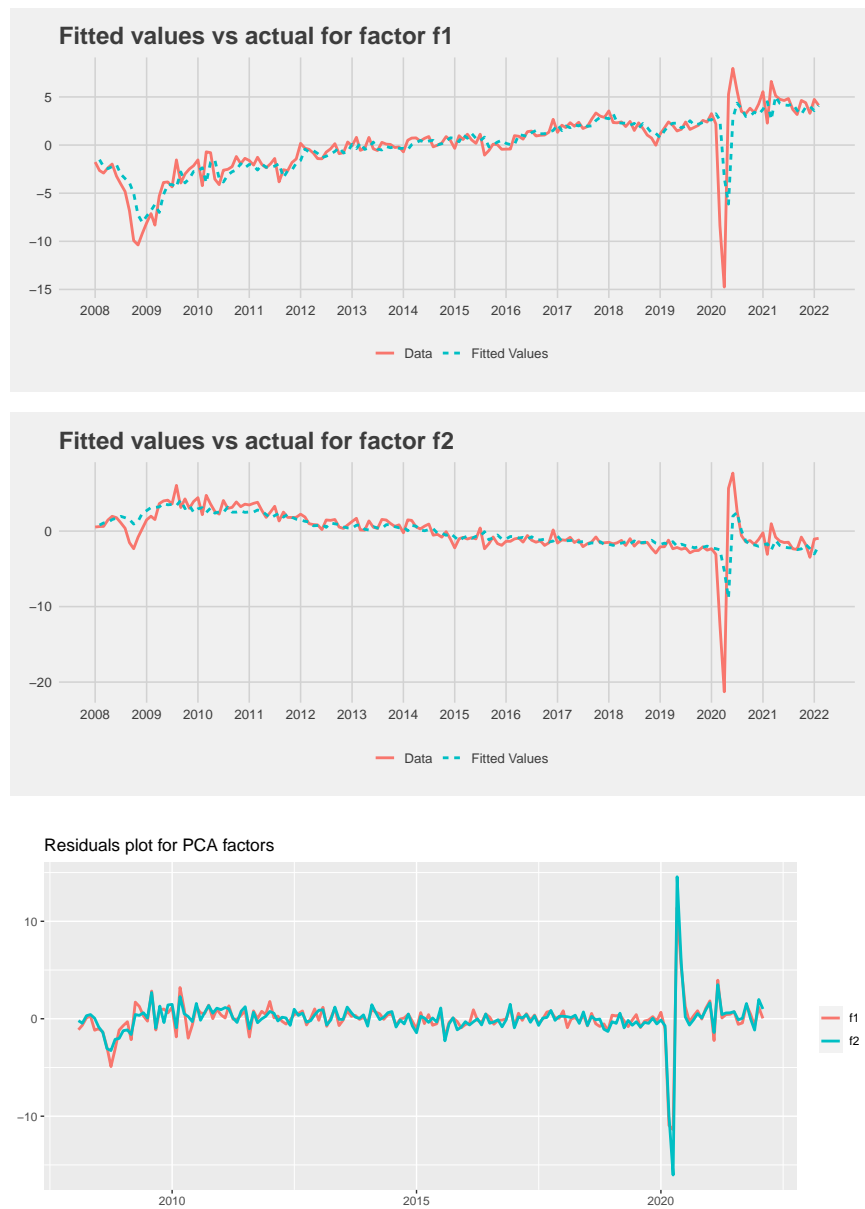 Fitted values vs actual for factor f1
5
0
−5
−10
−15
2008 2009 2010 2011 2012 2013 2014 2015 2016 2017 2018 2019 2020 2021 2022
Data Fitted Values
Fitted values vs actual for factor f2
0
−10
−20
2008 2009 2010 2011 2012 2013 2014 2015 2016 2017 2018 2019 2020 2021 2022
Data Fitted Values
Residuals plot for PCA factors
10
0
−10
2010 2015 2020
f1
f2